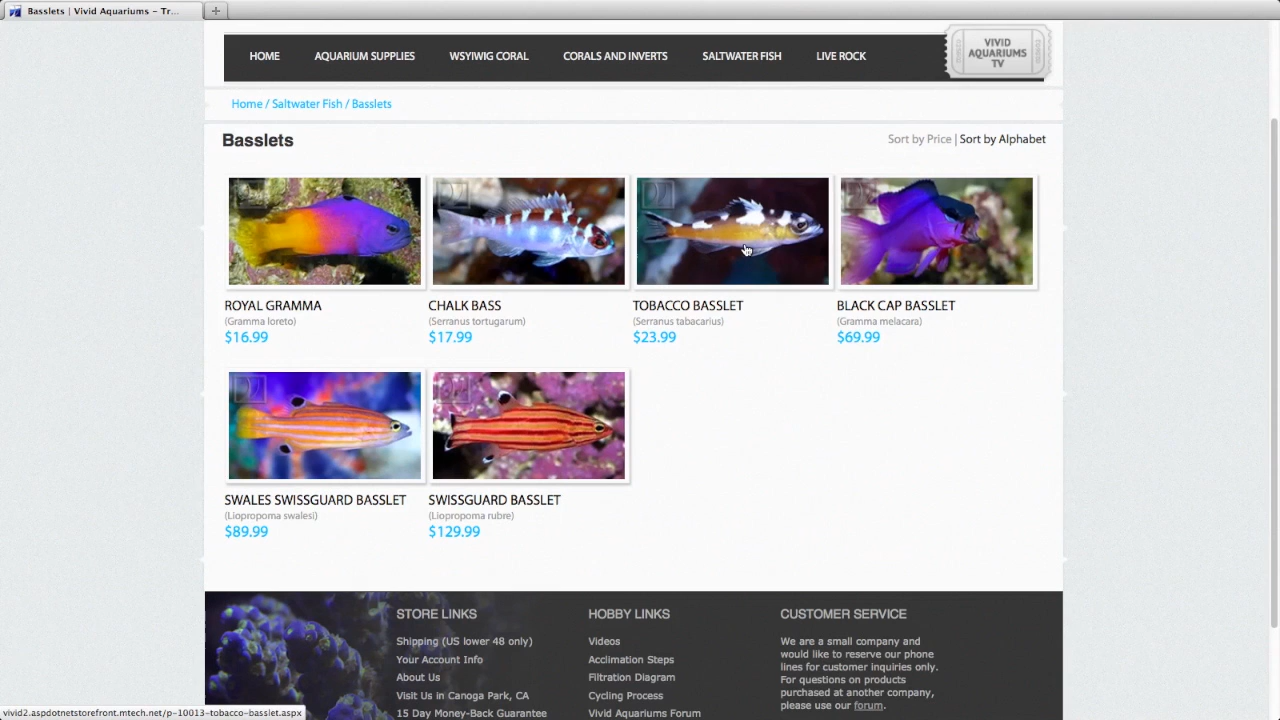 Basslets | Vivid Aquariums – Tr...
HOME AQUARIUM SUPPLIES WSYIWIG CORAL CORALS AND INVERTS SALTWATER FISH LIVE ROCK
VIVID
AQUARIUMS
TV
Home / Saltwater Fish / Basslets
Basslets
Sort by Price | Sort by Alphabet
ROYAL GRAMMA
(Gramma loreto)
$16.99
CHALK BASS
(Serranus tortugarum)
$17.99
TOBACCO BASSLET
(Serranus tabacarius)
$23.99
BLACK CAP BASSLET
(Gramma melacara)
$69.99
SWALES SWISSGUARD BASSLET
(Liopropoma swalesi)
$89.99
SWISSGUARD BASSLET
(Liopropoma rubre)
$129.99
STORE LINKS
Shipping (US lower 48 only)
Your Account Info
About Us
Visit Us in Canoga Park, CA
15 Day Money-Back Guarantee
HOBBY LINKS
Videos
Acclimation Steps
Filtration Diagram
Cycling Process
Vivid Aquariums Forum
CUSTOMER SERVICE
We are a small company and
would like to reserve our phone
lines for customer inquiries only.
For questions on products
purchased at another company,
please use our forum.
vivid2.aspdotnetstorefront.mtech.net/p-10013-tobacco-basslet.aspx